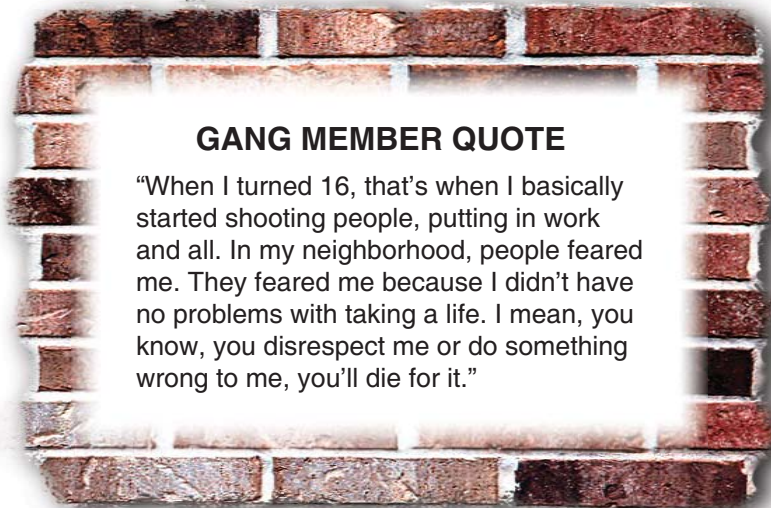 GANG MEMBER QUOTE
“When I turned 16, that’s when I basically
started shooting people, putting in work
and all. In my neighborhood, people feared
me. They feared me because I didn’t have
no problems with taking a life. I mean, you
know, you disrespect me or do something
wrong to me, you’ll die for it.”